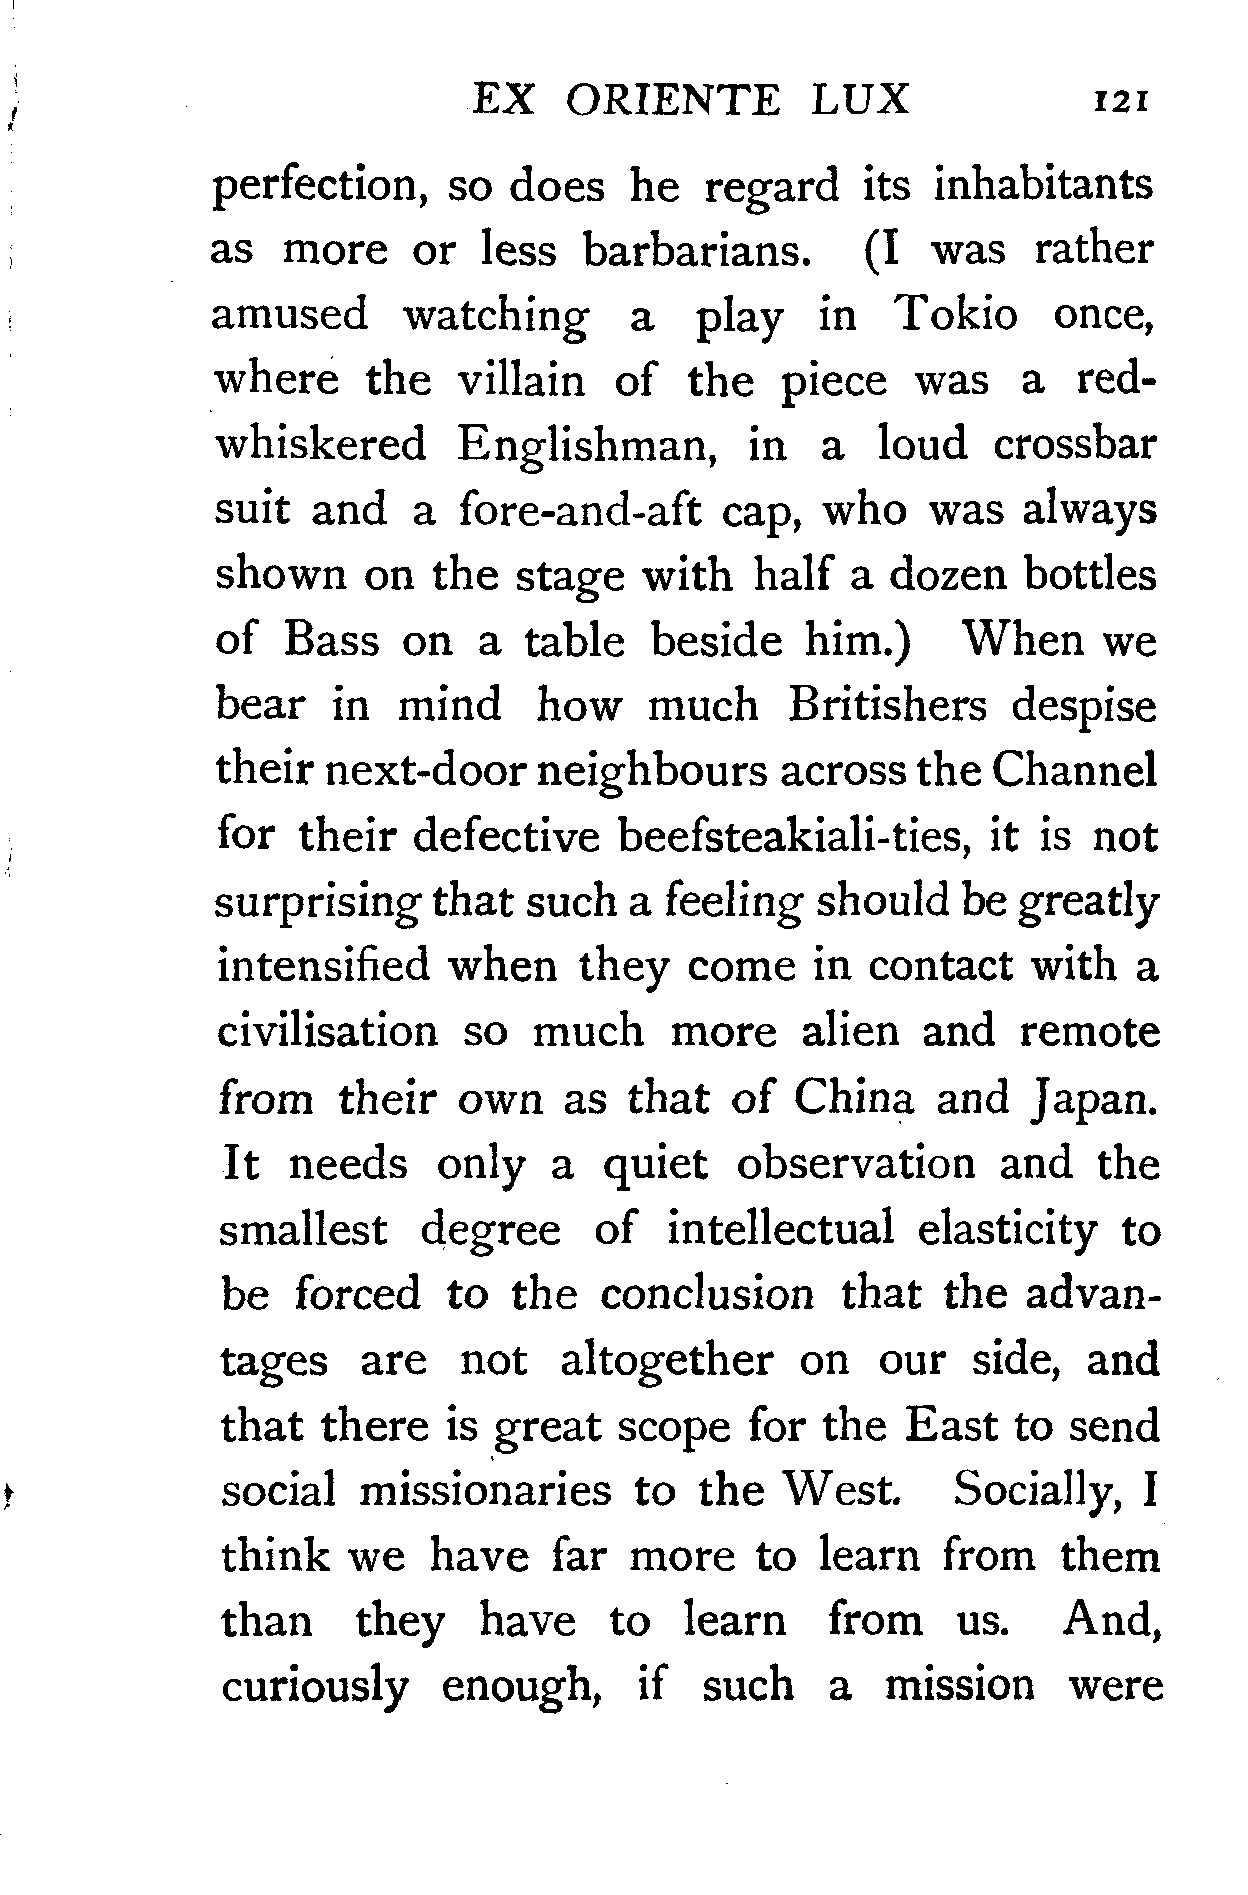 EX ORIENTE LUX 121
perfection, so does he regard its inhabitants
as more or less barbarians. (I was rather
amused watching a play in Tokio once,
where the villain of the piece was a red-
whiskered Englishman, in a loud crossbar
suit and a fore-and-aft cap, who was always
shown on the stage with half a dozen bottles
of Bass on a table beside him.) When we
bear in mind how much Britishers despise
their next-door neighbours across the Channel
for their defective beefsteakiali-ties, it is not
surprising that such a feeling should be greatly
intensified when they come in contact with a
civilisation so much more alien and remote
from their own as that of China and Japan.
It needs only a quiet observation and the
smallest degree of intellectual elasticity to
be forced to the conclusion that the advan-
tages are not altogether on our side, and
that there is great scope for the East to send
social missionaries to the West. Socially, I
think we have far more to learn from them
than they have to learn from us. And,
curiously enough, if such a mission were